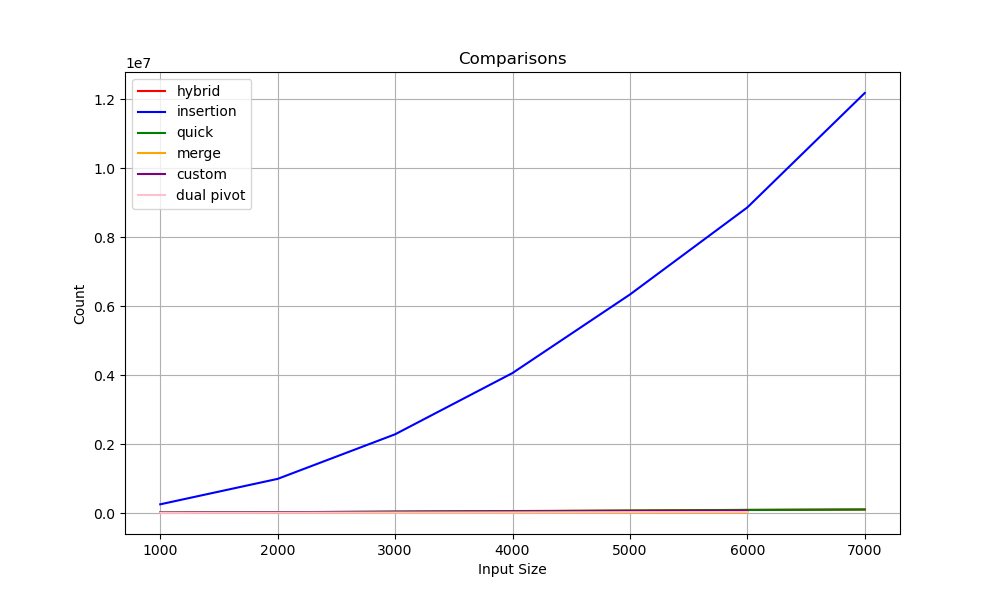 Comparisons
1e7
hybrid
insertion
quick
merge
custom
dual pivot
1.2
1.0
0.8
0.6
0.4
0.2
0.0
Count
1000 2000 3000 4000 5000 6000 7000
Input Size